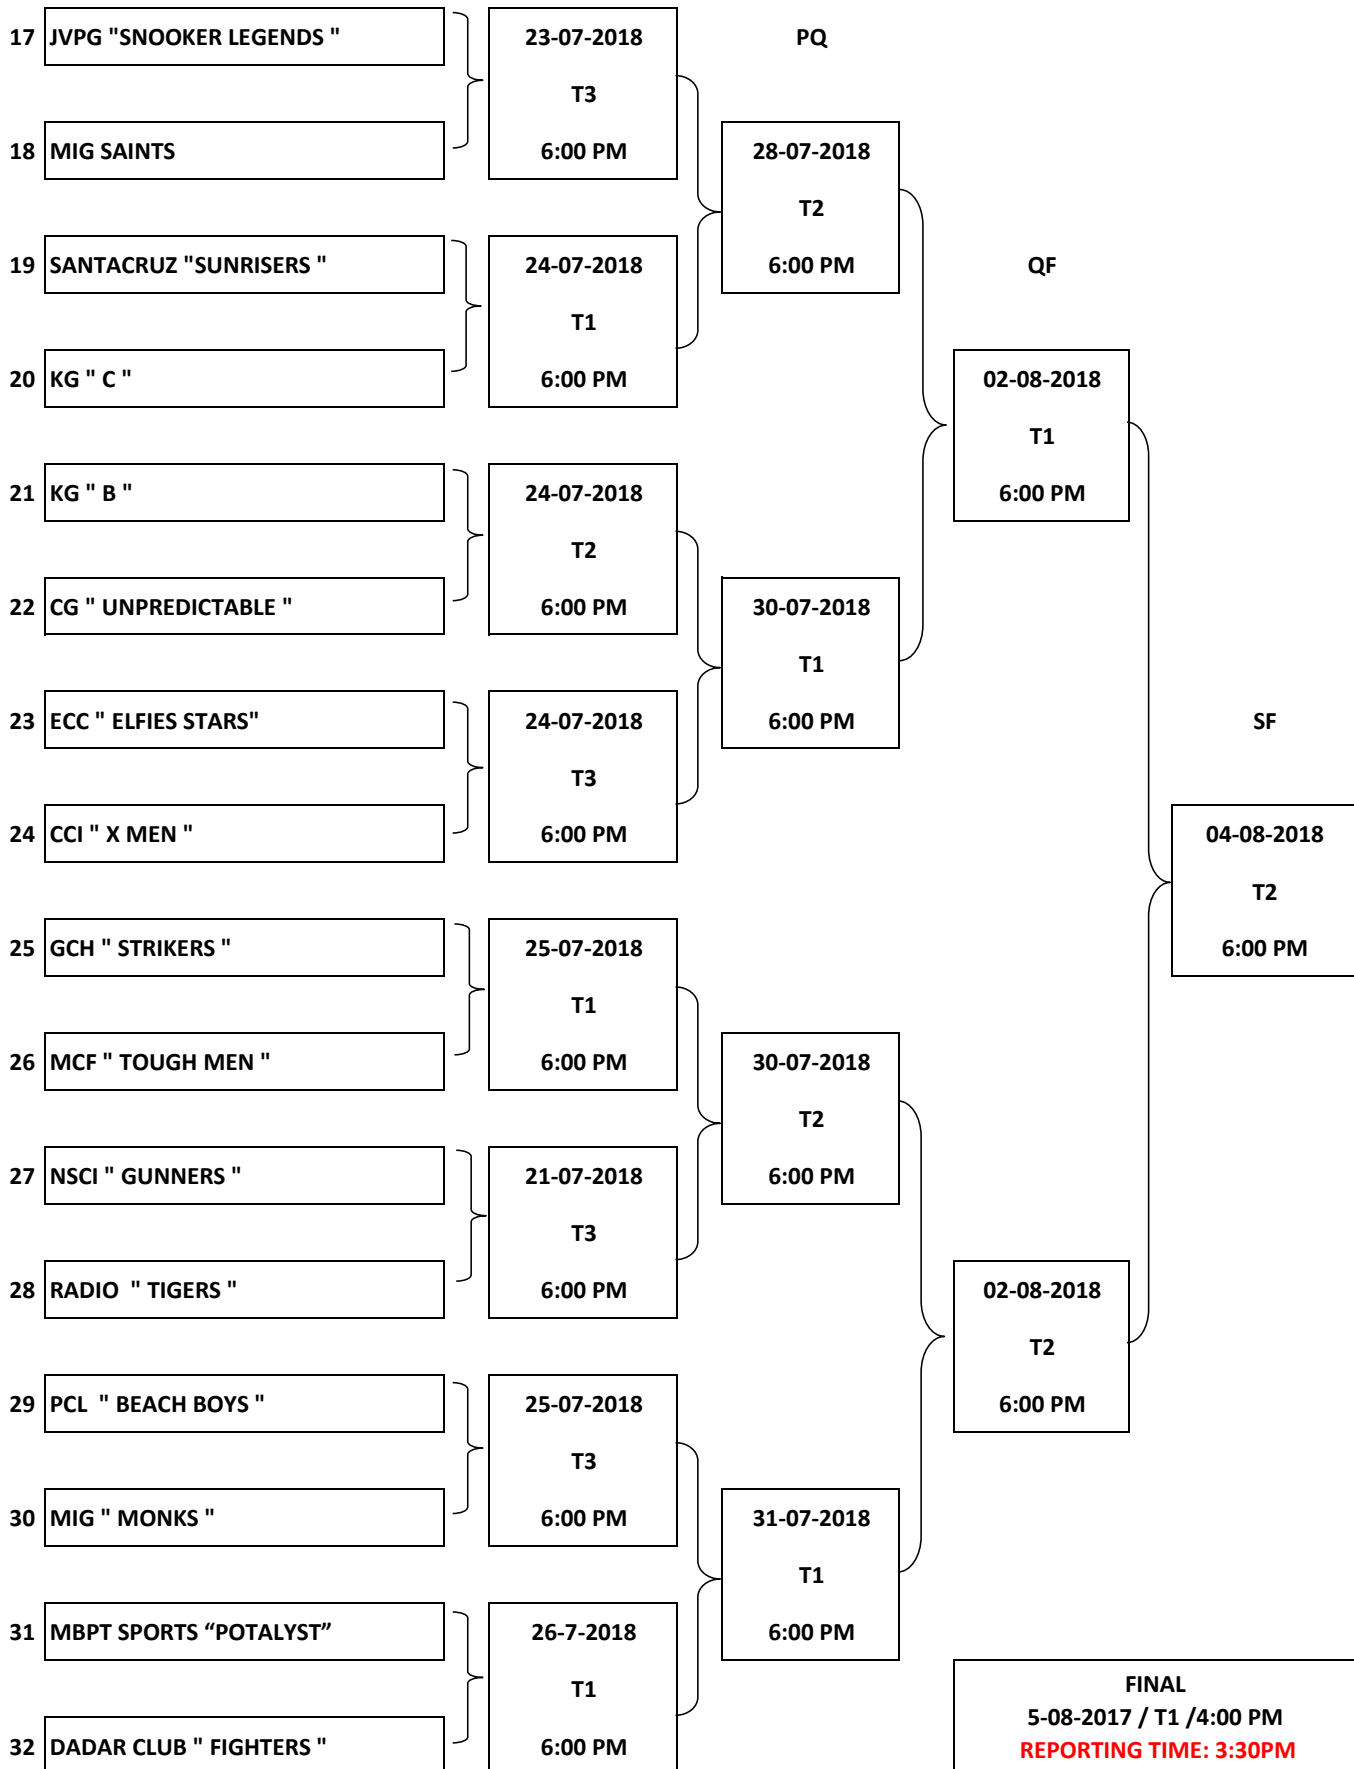 17 JVPG "SNOOKER LEGENDS "
23-07-2018
PQ
T3
18 MIG SAINTS
6:00 PM
28-07-2018
T2
19 SANTACRUZ "SUNRISERS "
24-07-2018
6:00 PM
QF
T1
20 KG " C "
6:00 PM
02-08-2018
T1
21 KG " B "
24-07-2018
6:00 PM
T2
22 CG " UNPREDICTABLE "
6:00 PM
30-07-2018
T1
23 ECC " ELFIES STARS"
24-07-2018
6:00 PM
SF
T3
24 CCI " X MEN "
6:00 PM
04-08-2018
T2
25 GCH " STRIKERS "
25-07-2018
6:00 PM
T1
26 MCF " TOUGH MEN "
6:00 PM
30-07-2018
T2
27 NSCI " GUNNERS "
21-07-2018
6:00 PM
T3
28 RADIO  " TIGERS "
6:00 PM
02-08-2018
T2
29 PCL  " BEACH BOYS "
25-07-2018
6:00 PM
T3
30 MIG " MONKS "
6:00 PM
31-07-2018
T1
31 MBPT SPORTS “POTALYST”
26-7-2018
6:00 PM
T1
FINAL
5-08-2017 / T1 /4:00 PM
32 DADAR CLUB " FIGHTERS "
6:00 PM
REPORTING TIME: 3:30PM